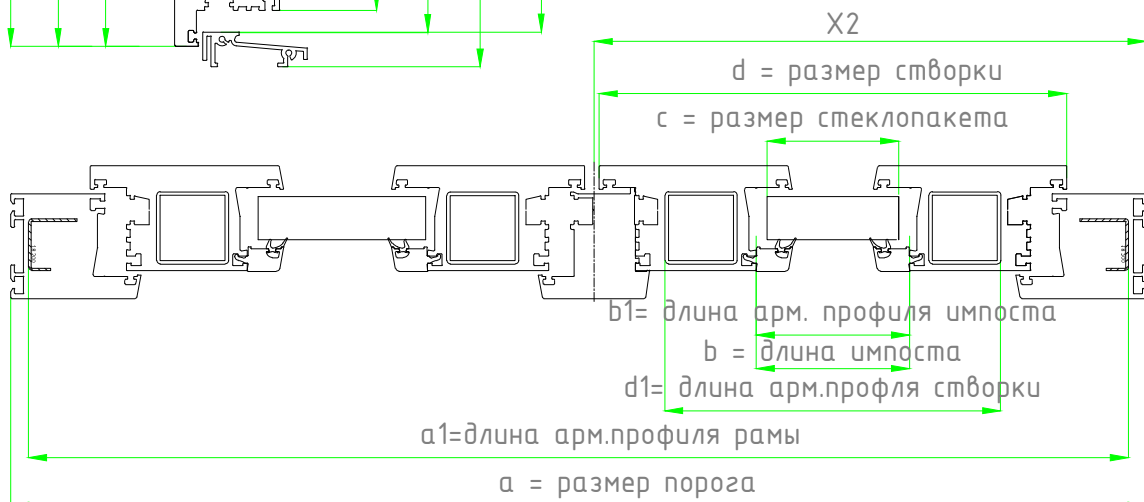 X2
d = размер створки
c = размер стеклопакета
b1= длина арм. профиля импоста
b = длина импоста
d1= длина арм.профля створки
a1=длина арм.профиля рамы
a = размер порога